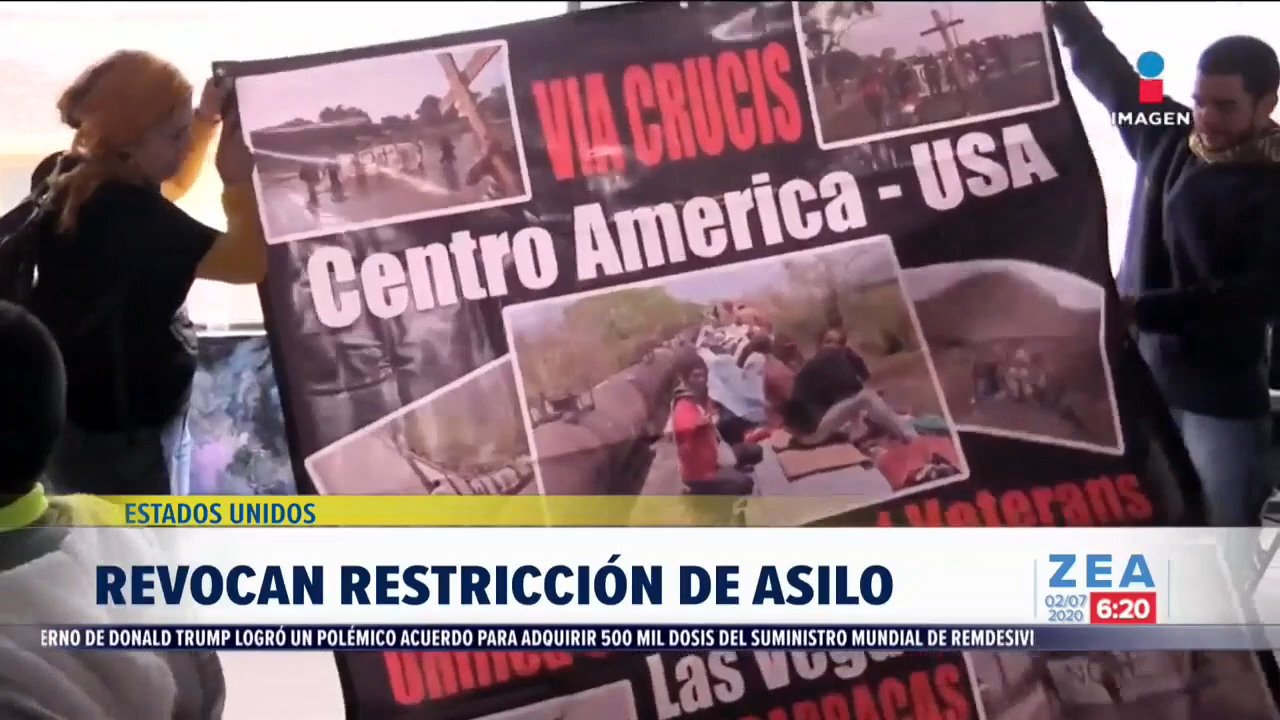 VIA CRUCIS
IMAGEN
Centro America - USA
Veterans
ESTADOS UNIDOS
REVOCAN RESTRICCIÓN DE ASILO
ZEA
02/07
2020
6:20
ERNO DE DONALD TRUMP LOGRÓ UN POLÉMICO ACUERDO PARA ADQUIRIR 500 MIL DOSIS DEL SUMINISTRO MUNDIAL DE REMDESIVI
Las